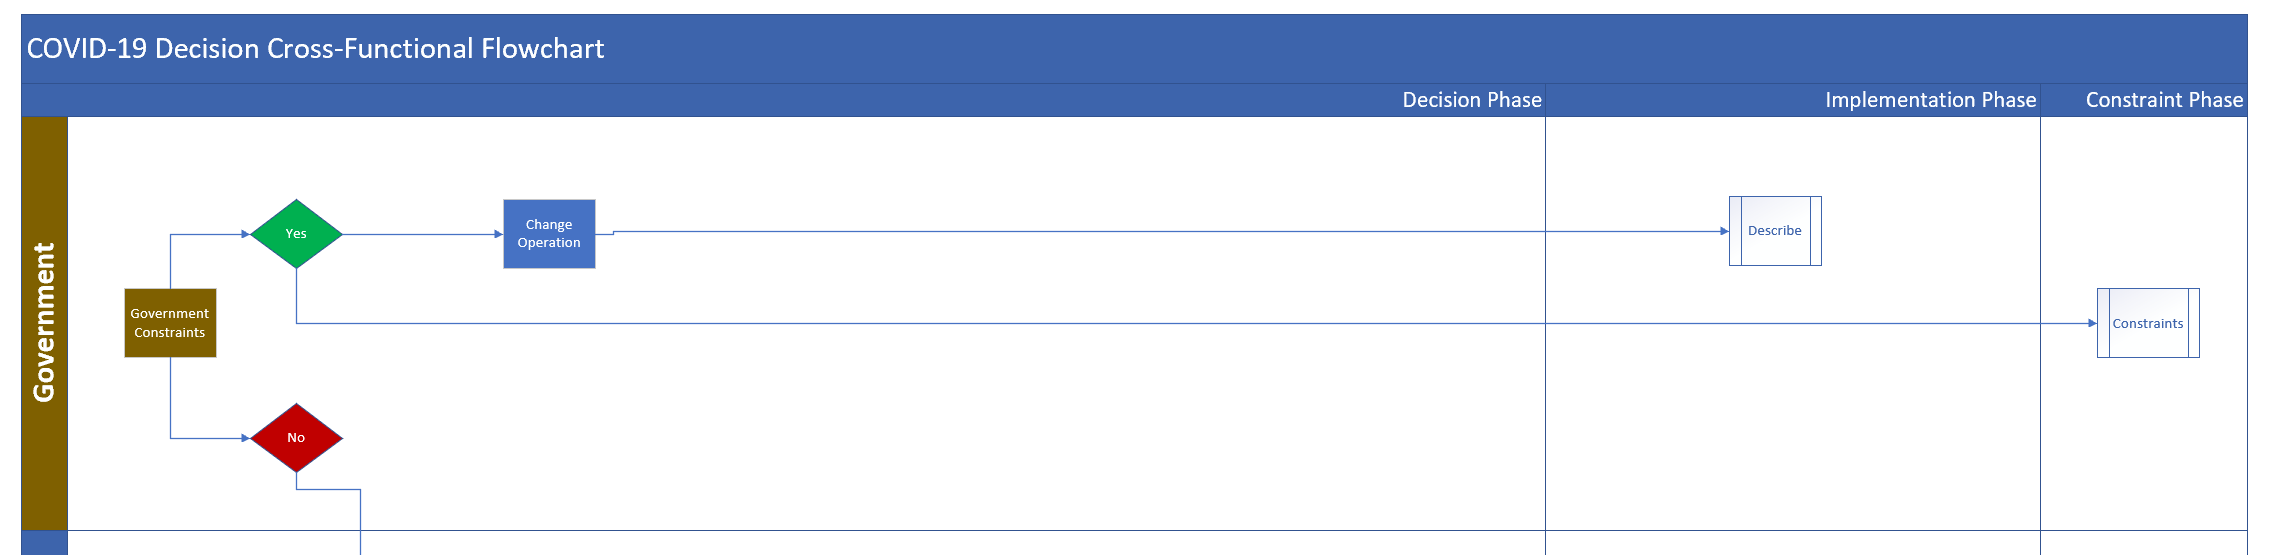 COVID-19 Decision Cross-Functional Flowchart
Decision Phase
Implementation Phase
Constraint Phase
Government
Government
Constraints
Yes
Change
Operation
Describe
Constraints
No